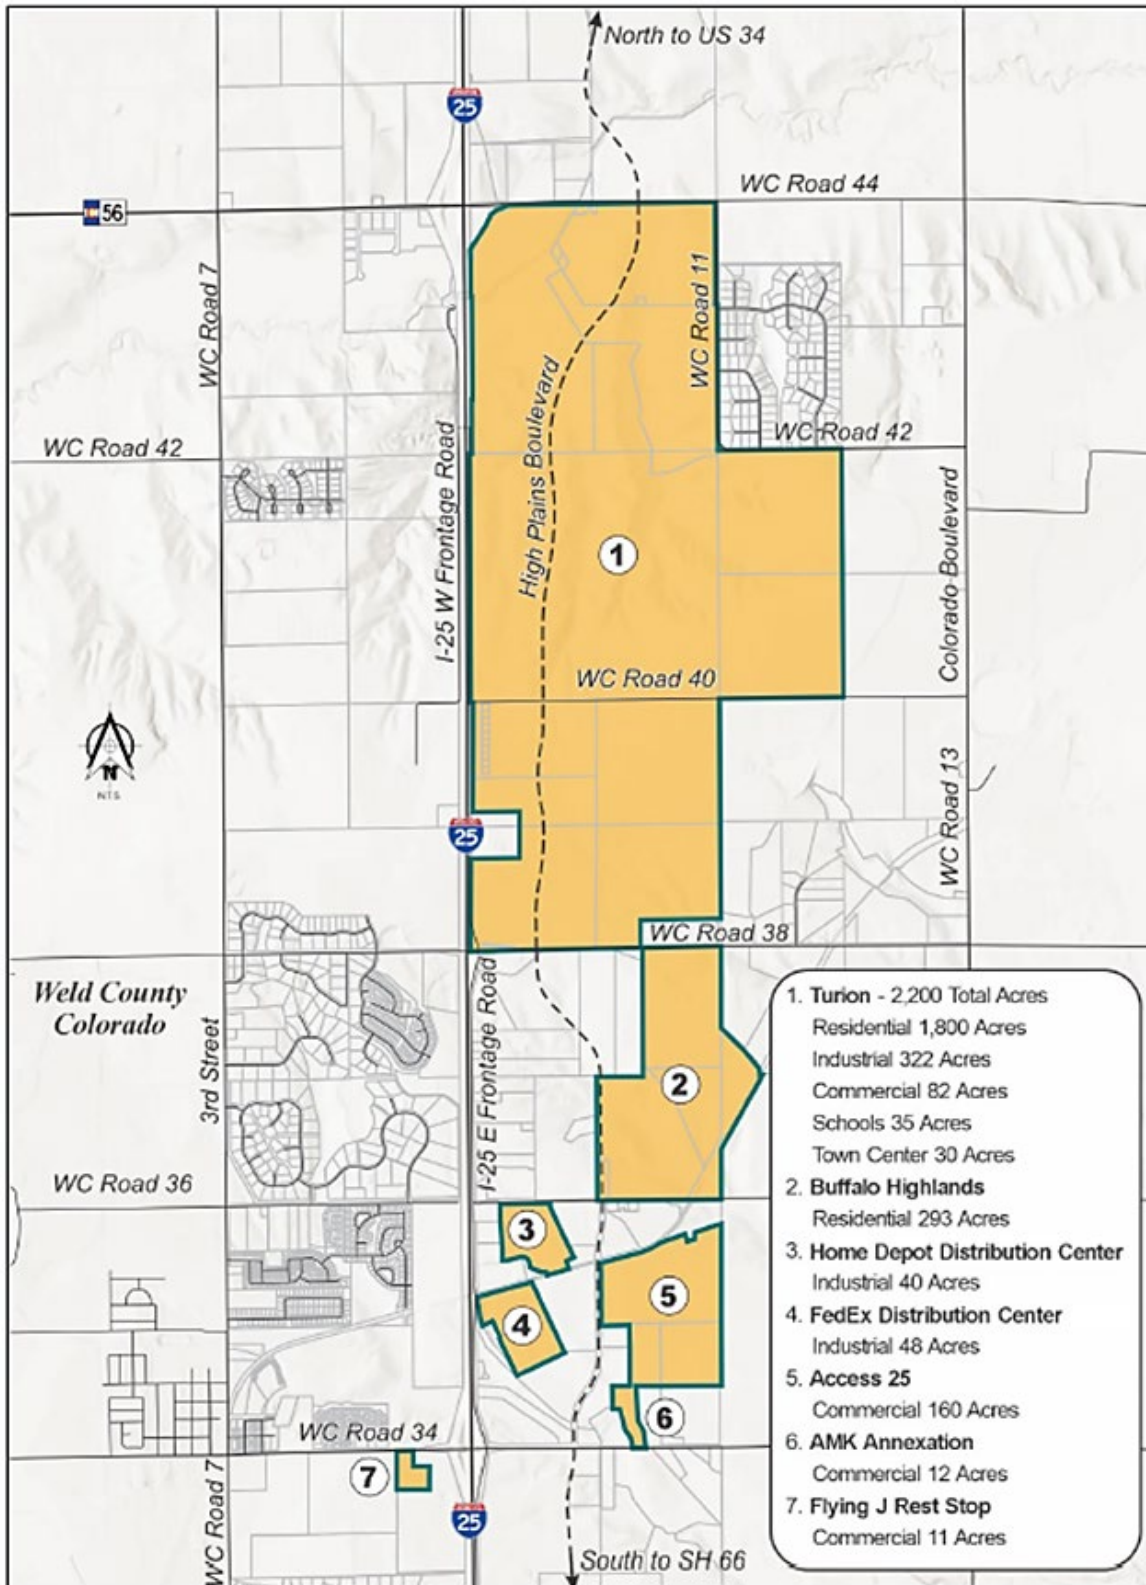 North to US 34
25
WC Road 44
56
WC Road 7
WC Road 11
High Plains Boulevard
WC Road 42
WC Road 42
I-25 W Frontage Road
Colorado Boulevard
1
WC Road 40
N
NTS
WC Road 13
25
WC Road 38
Weld County
Colorado
3rd Street
I-25 E Frontage Road
2
WC Road 36
3
4
5
6
WC Road 34
7
WC Road 7
25
South to SH 66
1. Turion - 2,200 Total Acres
Residential 1,800 Acres
Industrial 322 Acres
Commercial 82 Acres
Schools 35 Acres
Town Center 30 Acres
2. Buffalo Highlands
Residential 293 Acres
3. Home Depot Distribution Center
Industrial 40 Acres
4. FedEx Distribution Center
Industrial 48 Acres
5. Access 25
Commercial 160 Acres
6. AMK Annexation
Commercial 12 Acres
7. Flying J Rest Stop
Commercial 11 Acres